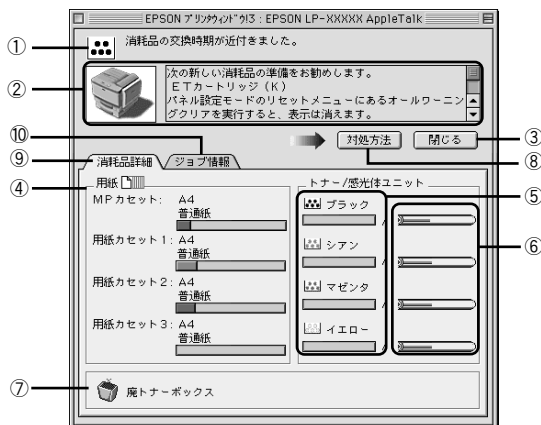 EPSON プリンタウィンドウ!3 : EPSON LP-XXXXX AppleTalk
① 消耗品の交換時期が近付きました。
②
次の新しい消耗品の準備をお勧めします。
ETカートリッジ(K)
パネル設定モードのリセットメニューにあるオールワーニン
グクリアを実行すると、表示は消えます。
対処方法 閉じる ③
⑧
⑩
⑨ 消耗品詳細 ジョブ情報
④ 用紙 トナー/感光体ユニット
MPカセット: A4
普通紙
ブラック ⑤
用紙カセット1: A4
普通紙
シアン ⑥
用紙カセット2: A4
普通紙
マゼンタ
用紙カセット3: A4
普通紙
イエロー
⑦ 廃トナーボックス